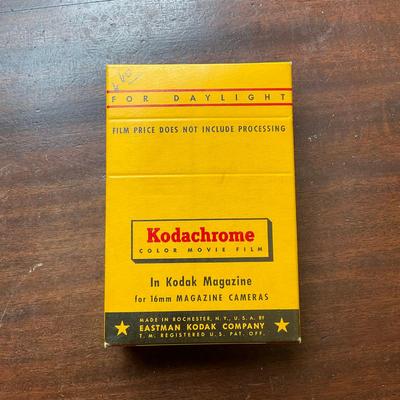 FOR DAYLIGHT
FILM PRICE DOES NOT INCLUDE PROCESSING
Kodachrome
COLOR MOVIE FILM
In Kodak Magazine
for 16mm MAGAZINE CAMERAS
MADE IN ROCHESTER, N.Y., U.S.A. BY
EASTMAN KODAK COMPANY
T. M. REGISTERED U. S. PAT. OFF.